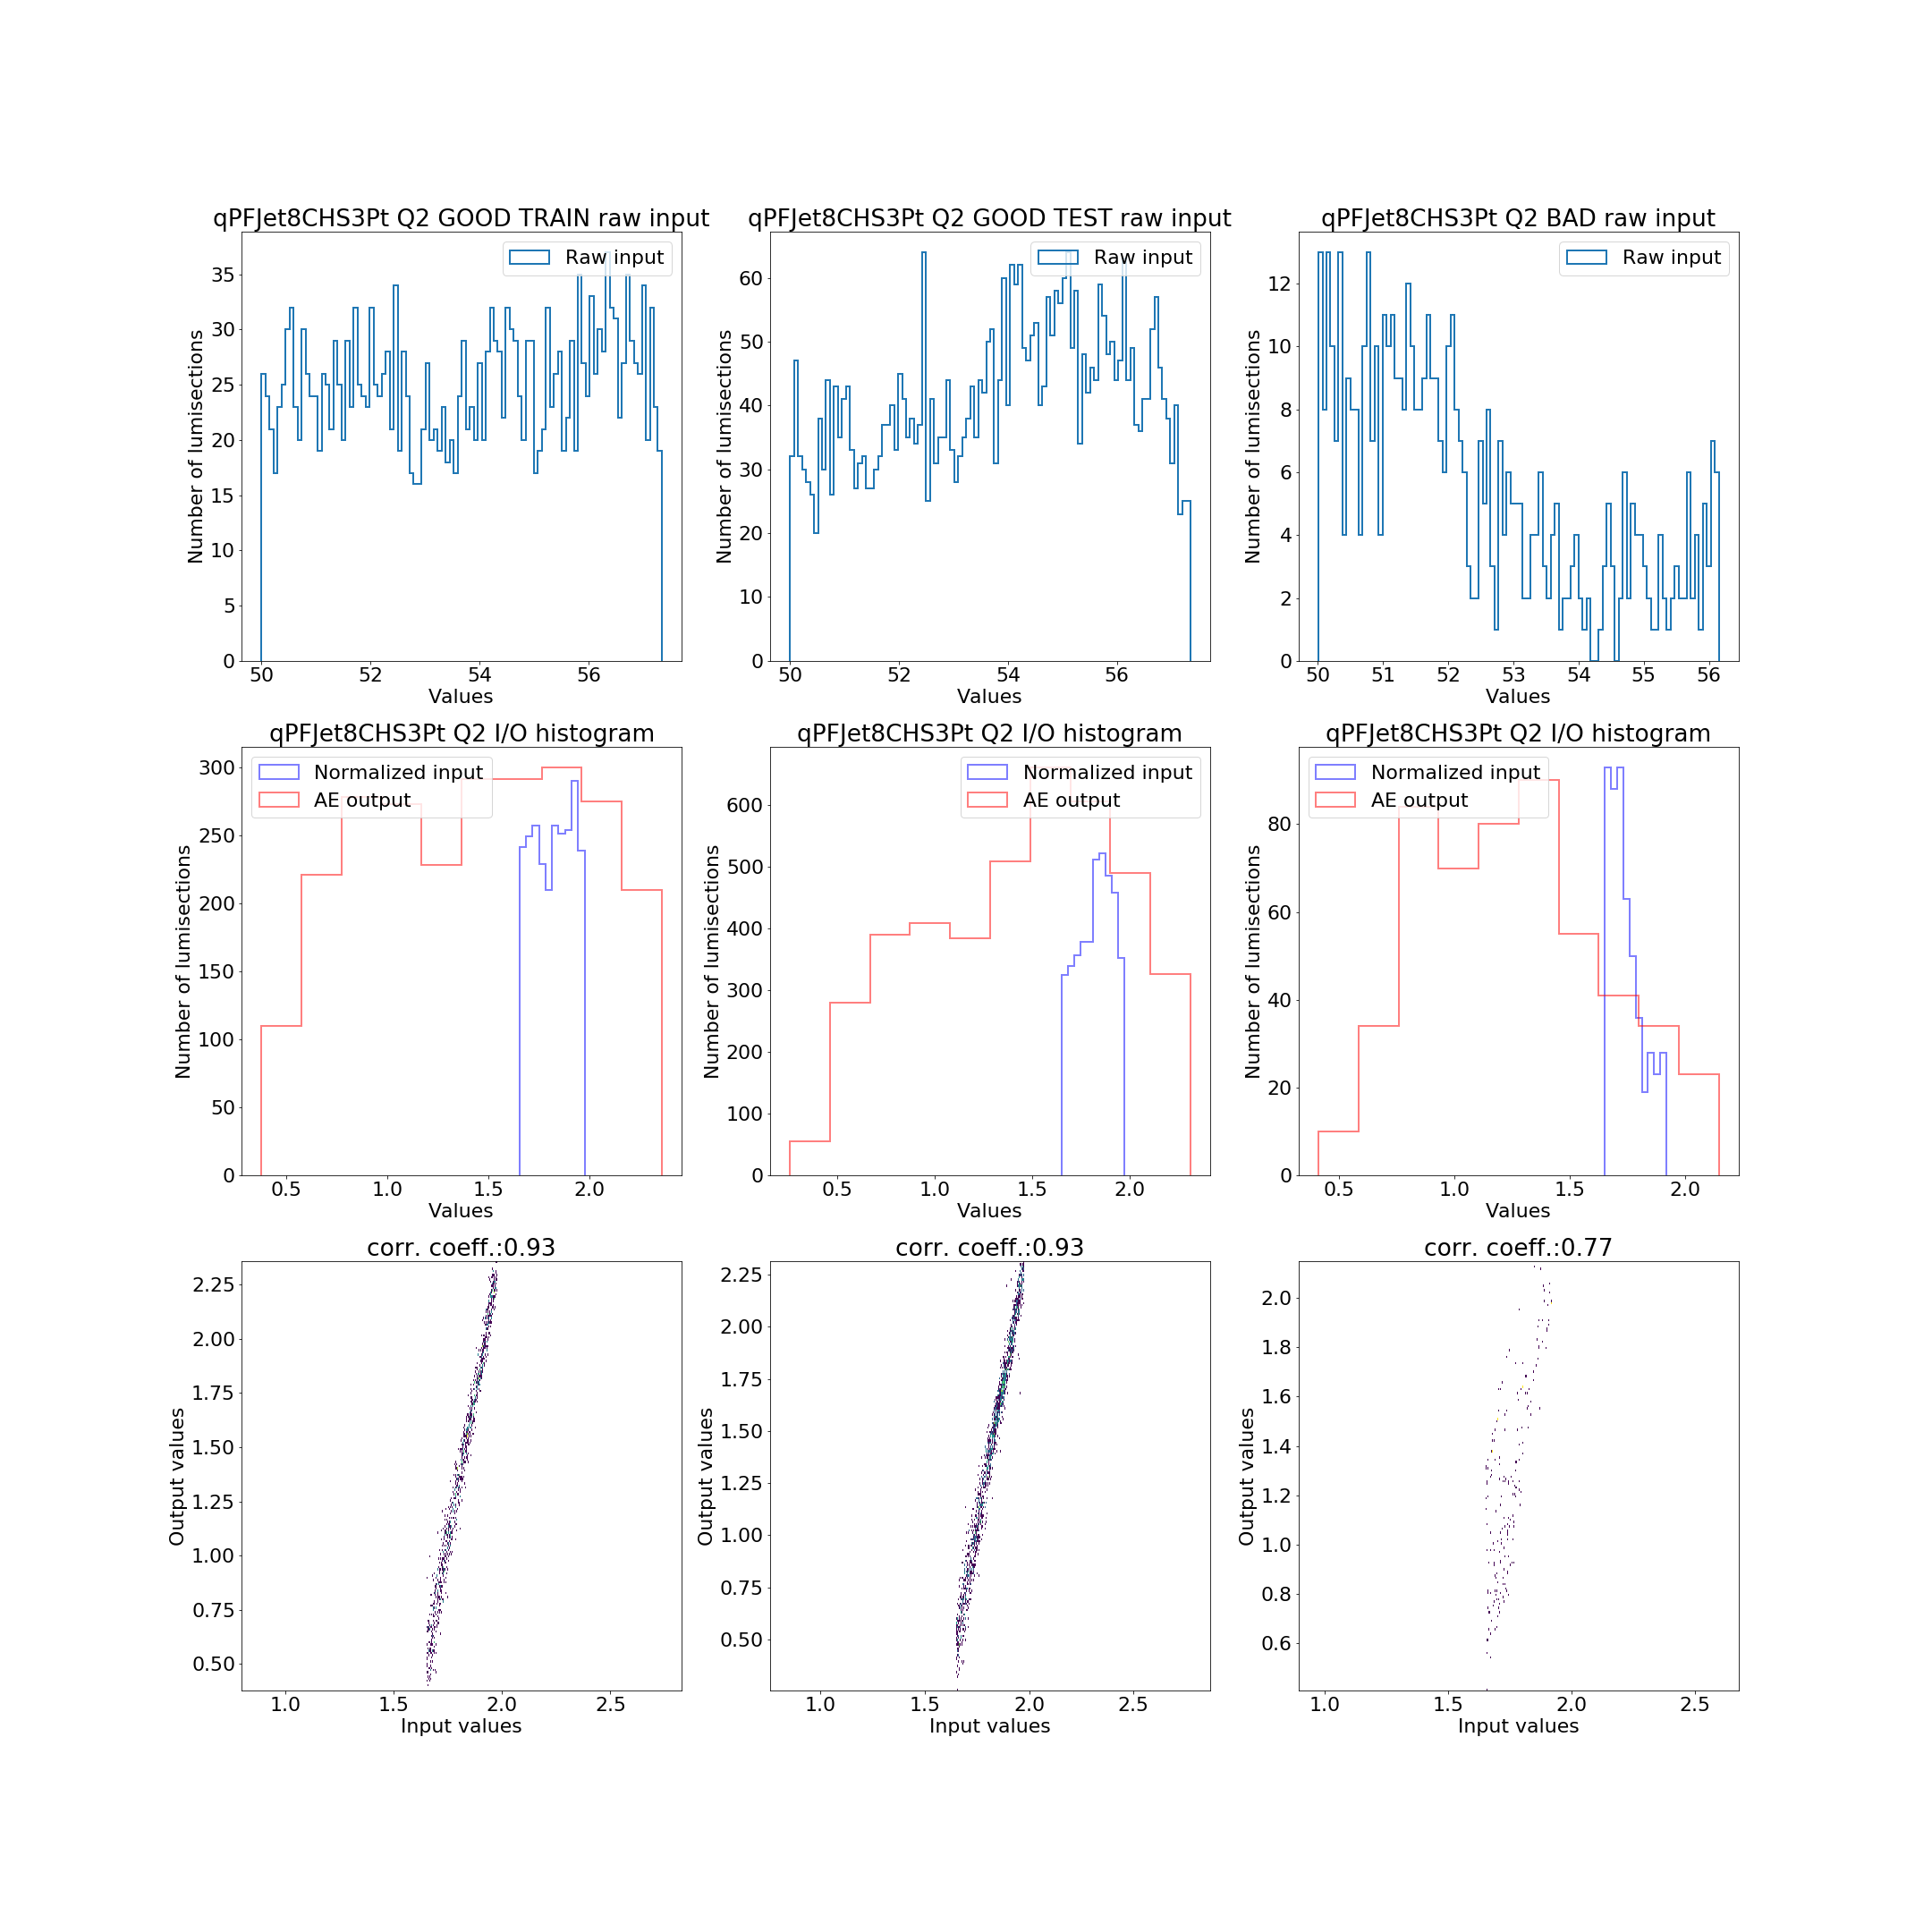 qPFJet8CHS3Pt Q2 GOOD TRAIN raw input
Raw input
Number of lumisections
35
30
25
20
15
10
5
0
50 52 54 56
Values
qPFJet8CHS3Pt Q2 GOOD TEST raw input
Raw input
Number of lumisections
60
50
40
30
20
10
0
50 52 54 56
Values
qPFJet8CHS3Pt Q2 BAD raw input
Raw input
Number of lumisections
12
10
8
6
4
2
0
50 51 52 53 54 55 56
Values
qPFJet8CHS3Pt Q2 I/O histogram
Normalized input
AE output
Number of lumisections
300
250
200
150
100
50
0
0.5 1.0 1.5 2.0
Values
qPFJet8CHS3Pt Q2 I/O histogram
Normalized input
AE output
Number of lumisections
600
500
400
300
200
100
0
0.5 1.0 1.5 2.0
Values
qPFJet8CHS3Pt Q2 I/O histogram
Normalized input
AE output
Number of lumisections
80
60
40
20
0
0.5 1.0 1.5 2.0
Values
corr. coeff.:0.93
Output values
2.25
2.00
1.75
1.50
1.25
1.00
0.75
0.50
1.0 1.5 2.0 2.5
Input values
corr. coeff.:0.93
Output values
2.25
2.00
1.75
1.50
1.25
1.00
0.75
0.50
1.0 1.5 2.0 2.5
Input values
corr. coeff.:0.77
Output values
2.0
1.8
1.6
1.4
1.2
1.0
0.8
0.6
1.0 1.5 2.0 2.5
Input values